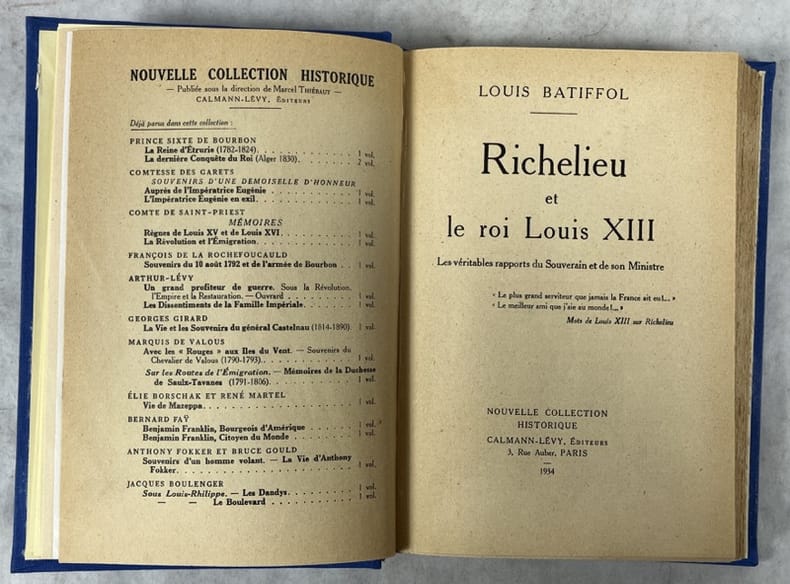 NOUVELLE COLLECTION HISTORIQUE
— Publiée sous la direction de Marcel THIÉBAUT —
CALMANN-LÉVY, ÉDITEURS
Déjà parus dans cette collection :
PRINCE SIXTE DE BOURBON
La Reine d'Étrurie (1782-1824). . . . . . . . . . . . 1 vol.
La dernière Conquête du Roi (Alger 1830). . . . . . . 2 vol.
COMTESSE DES GARETS
SOUVENIRS D'UNE DEMOISELLE D'HONNEUR
Auprès de l'Impératrice Eugénie . . . . . . . . . . 1 vol.
L'Impératrice Eugénie en exil. . . . . . . . . . . . 1 vol.
COMTE DE SAINT-PRIEST
MÉMOIRES
Règnes de Louis XV et de Louis XVI. . . . . . . . . 1 vol.
La Révolution et l'Émigration. . . . . . . . . . . . 1 vol.
FRANÇOIS DE LA ROCHEFOUCAULD
Souvenirs du 10 août 1792 et de l'armée de Bourbon . . 1 vol.
ARTHUR-LÉVY
Un grand profiteur de guerre. Sous la Révolution,
l'Empire et la Restauration. — Ouvrard . . . . . . . 1 vol.
Les Dissentiments de la Famille Impériale. . . . . . 1 vol.
GEORGES GIRARD
La Vie et les Souvenirs du général Castelnau (1814-1890) 1 vol.
MARQUIS DE VALOUS
Avec les « Rouges » aux Iles du Vent. — Souvenirs du
Chevalier de Valous (1790-1793). . . . . . . . . . . 1 vol.
Sur les Routes de l'Émigration. — Mémoires de la Duchesse
de Saulx-Tavanes (1791-1806). . . . . . . . . . . . 1 vol.
ÉLIE BORSCHAK ET RENÉ MARTEL
Vie de Mazeppa. . . . . . . . . . . . . . . . . . . 1 vol.
BERNARD FAŸ
Benjamin Franklin, Bourgeois d'Amérique . . . . . . 1 vol.
Benjamin Franklin, Citoyen du Monde . . . . . . . . 1 vol.
ANTHONY FOKKER ET BRUCE GOULD
Souvenirs d'un homme volant. — La Vie d'Anthony
Fokker. . . . . . . . . . . . . . . . . . . . . . . 1 vol.
JACQUES BOULENGER
Sous Louis-Philippe. — Les Dandys. . . . . . . . . . 1 vol.
— — Le Boulevard . . . . . . . . . 1 vol.
LOUIS BATIFFOL
Richelieu
et
le roi Louis XIII
Les véritables rapports du Souverain et de son Ministre
« Le plus grand serviteur que jamais la France ait eu!... »
« Le meilleur ami que j'aie au monde!... »
Mots de Louis XIII sur Richelieu
NOUVELLE COLLECTION
HISTORIQUE
CALMANN-LÉVY, ÉDITEURS
3, Rue Auber, PARIS
—
1934